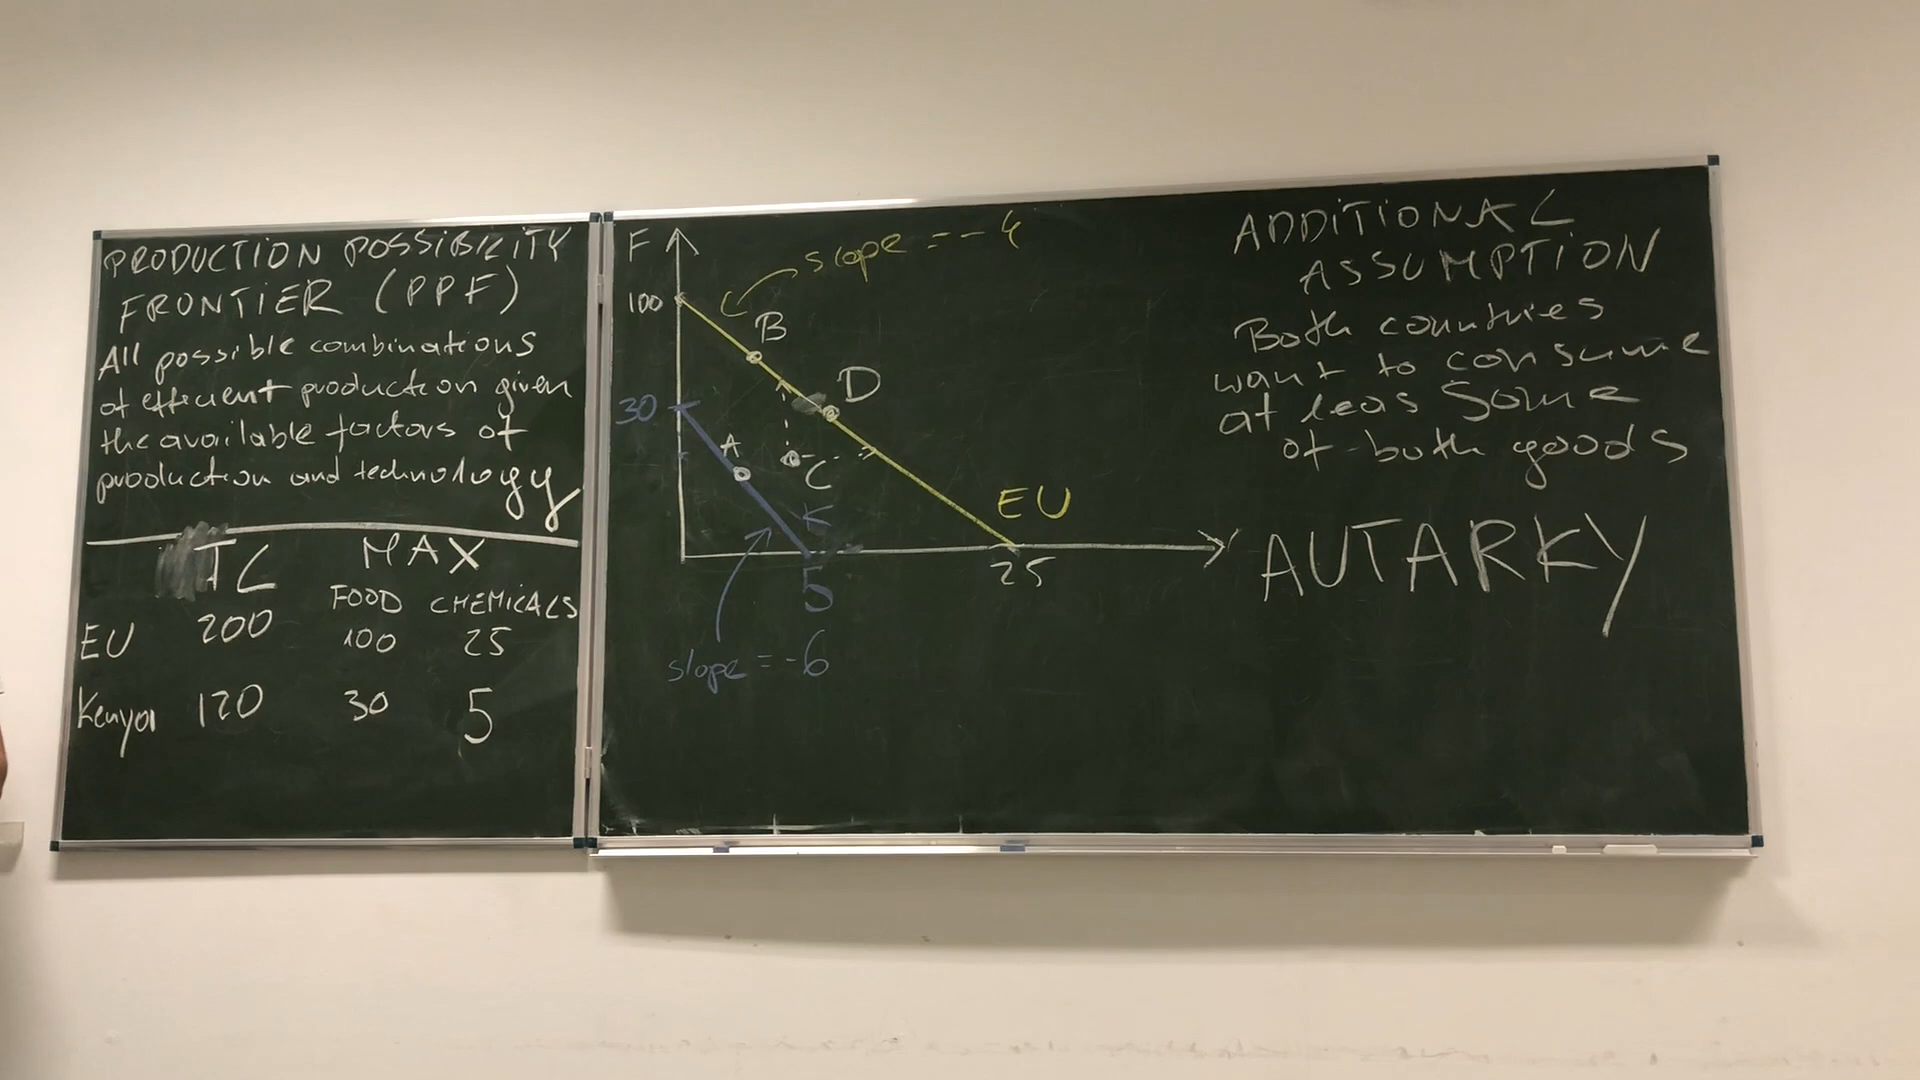 PRODUCTION POSSIBILITY
FRONTIER (PPF)
All possible combinations
of efficient production given
the available factors of
production and technology
TL MAX
FOOD CHEMICALS
EU 200 100 25
Kenya 120 30 5
F
slope = -4
100
B
D
30
A
C
K
EU
5
25
slope = -6
ADDITIONAL
ASSUMPTION
Both countries
want to consume
at leas some
of both goods
AUTARKY